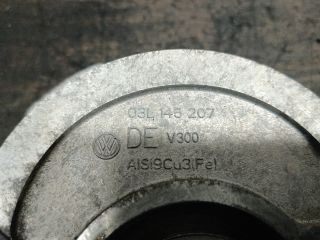 03L 145 207
DE V300
AlSi9Cu3(Fe)